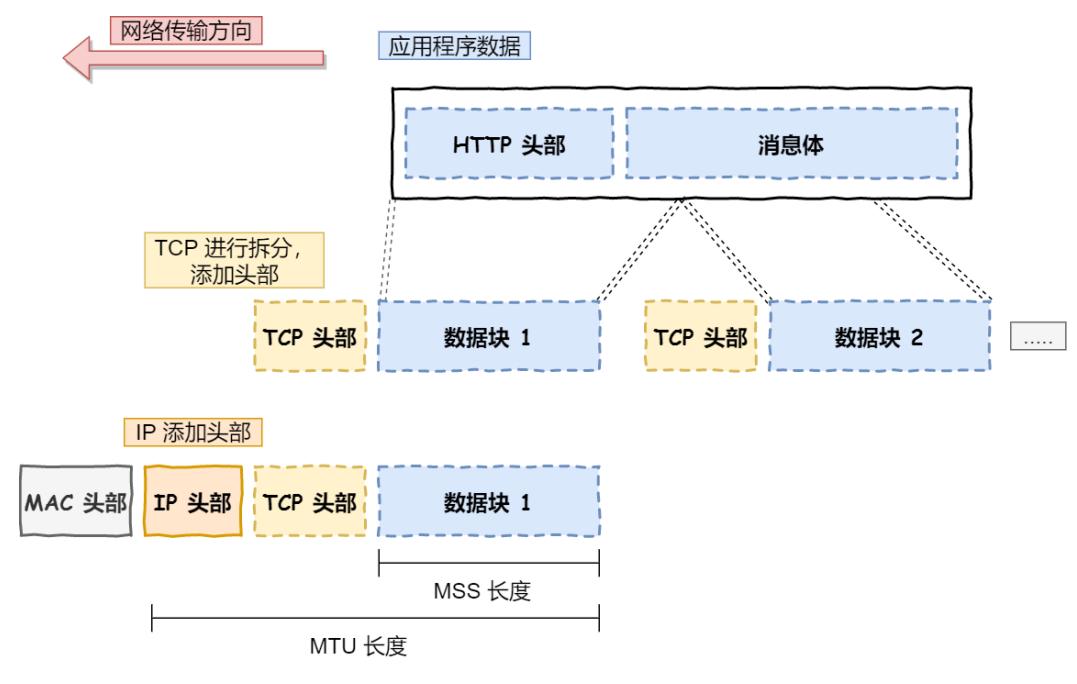 网络传输方向
应用程序数据
HTTP 头部
消息体
TCP 进行拆分，
添加头部
TCP 头部
数据块 1
TCP 头部
数据块 2
.....
IP 添加头部
MAC 头部
IP 头部
TCP 头部
数据块 1
MSS 长度
MTU 长度